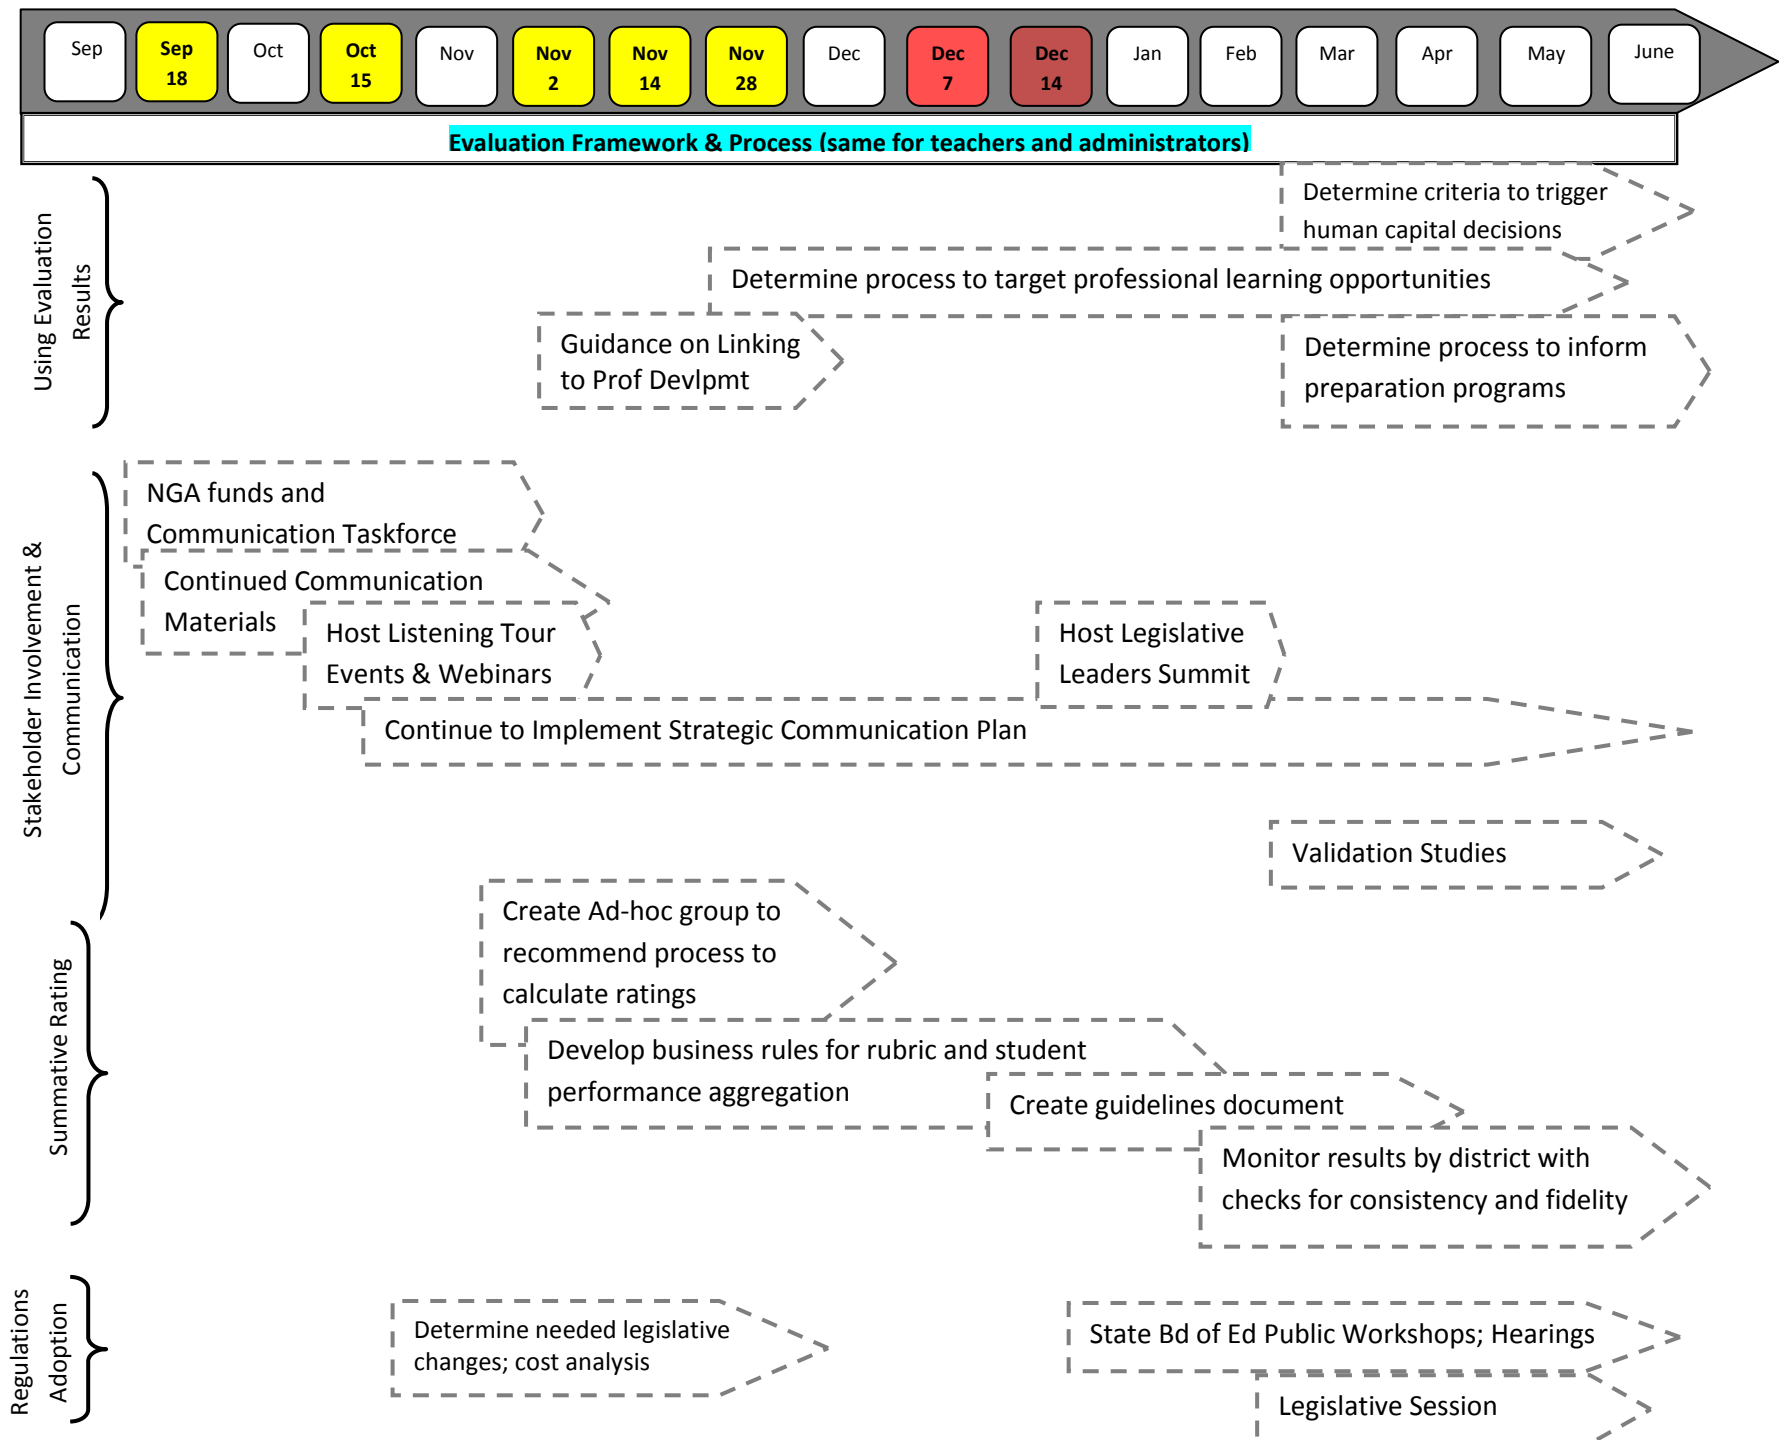 Sep
Sep
18
Oct
Oct
15
Nov
Nov
2
Nov
14
Nov
28
Dec
Dec
7
Dec
14
Jan
Feb
Mar
Apr
May
June
Evaluation Framework & Process (same for teachers and administrators)
Using Evaluation
Results
Determine criteria to trigger
human capital decisions
Determine process to target professional learning opportunities
Guidance on Linking
to Prof Devlpmt
Determine process to inform
preparation programs
Stakeholder Involvement &
Communication
NGA funds and
Communication Taskforce
Continued Communication
Materials
Host Listening Tour
Events & Webinars
Host Legislative
Leaders Summit
Continue to Implement Strategic Communication Plan
Validation Studies
Summative Rating
Create Ad-hoc group to
recommend process to
calculate ratings
Develop business rules for rubric and student
performance aggregation
Create guidelines document
Monitor results by district with
checks for consistency and fidelity
Regulations
Adoption
Determine needed legislative
changes; cost analysis
State Bd of Ed Public Workshops; Hearings
Legislative Session